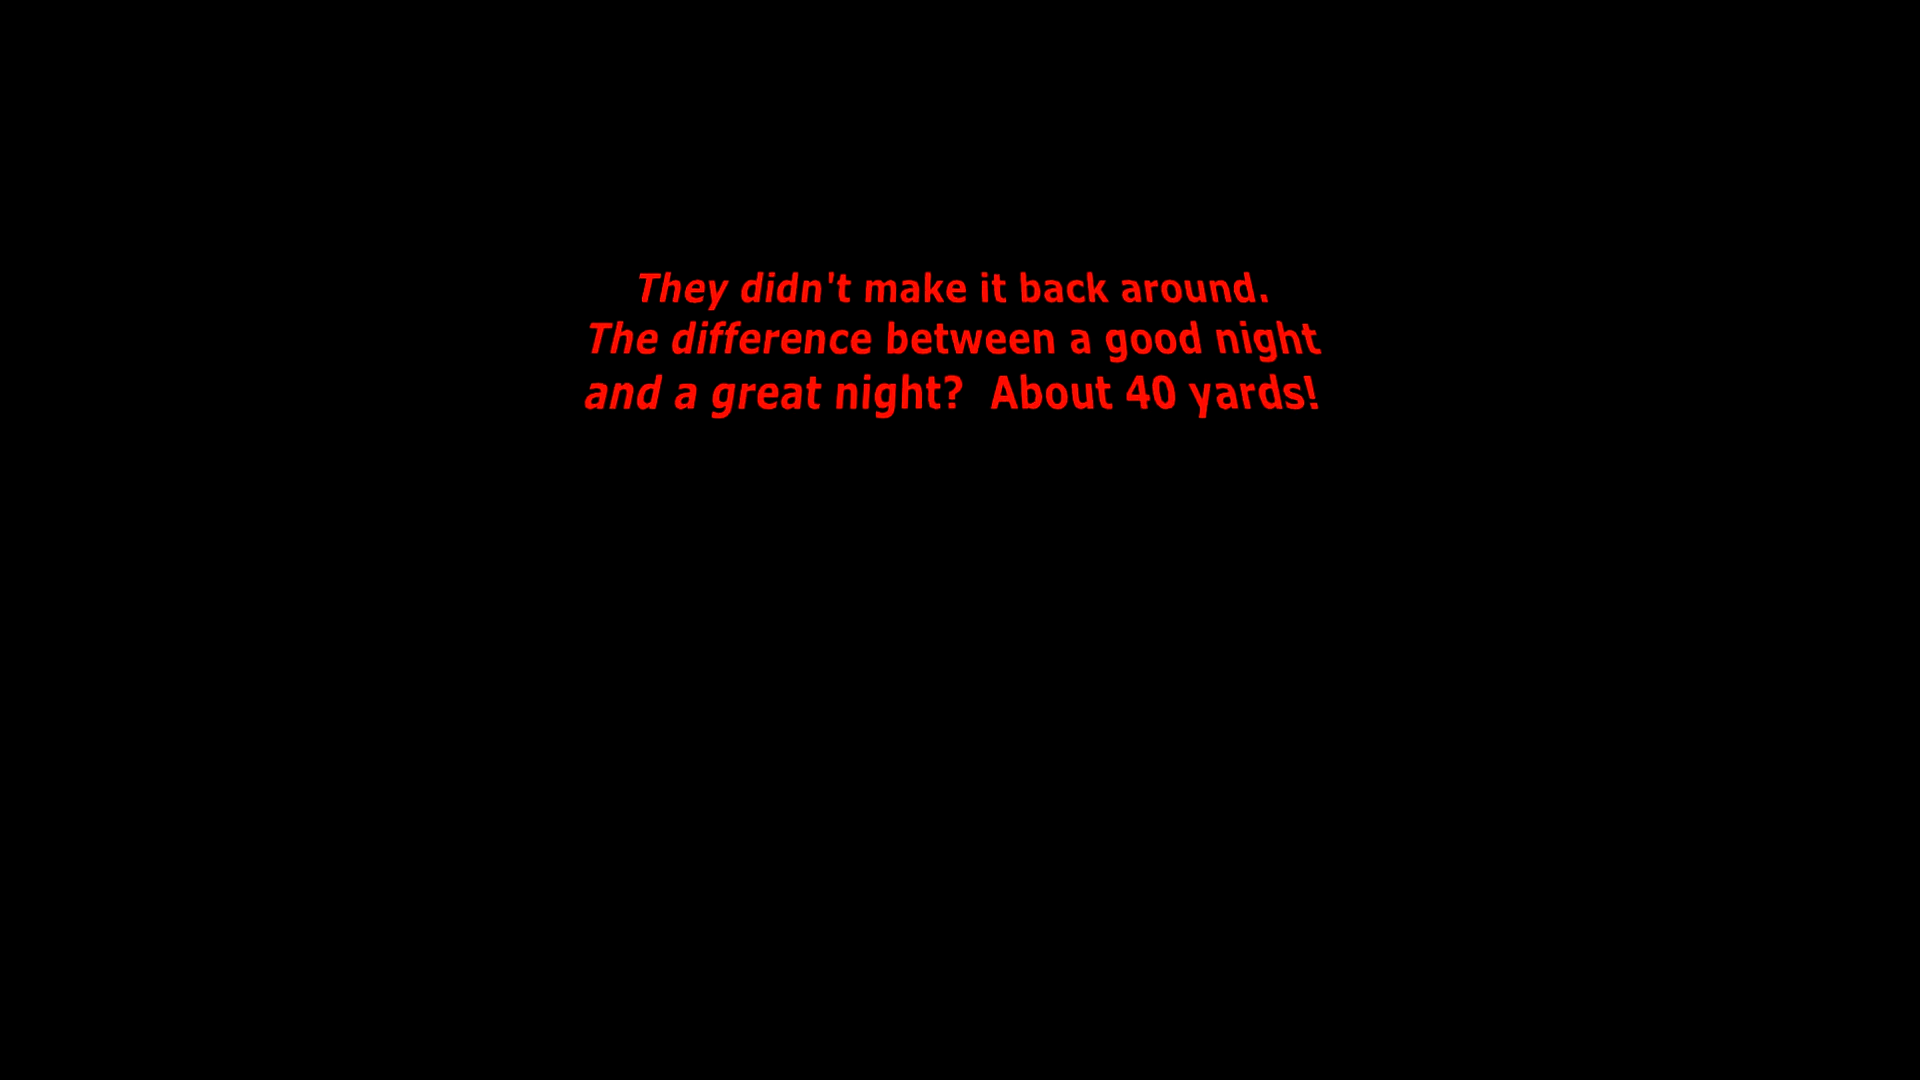 They didn't make it back around.
The difference between a good night
and a great night?  About 40 yards!